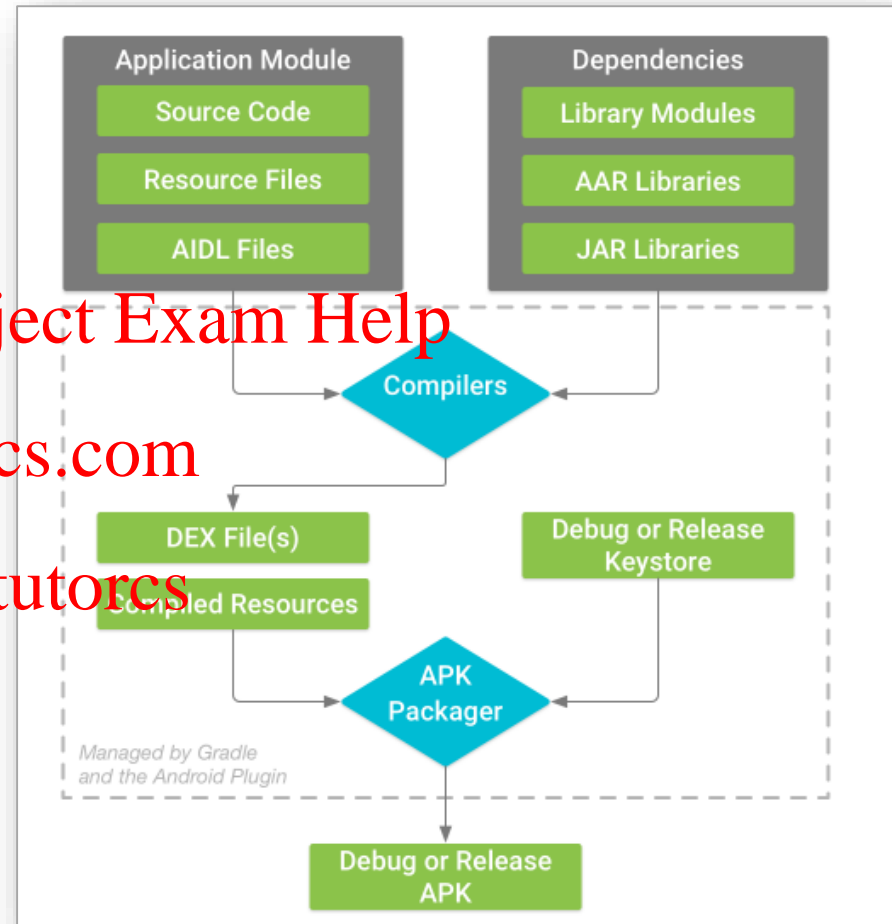 Application Module
Source Code
Resource Files
AIDL Files
Dependencies
Library Modules
AAR Libraries
JAR Libraries
ject Exam Help
Compilers
cs.com
DEX File(s)
Debug or Release
Keystore
tutorcs
Compiled Resources
APK
Packager
Managed by Gradle
and the Android Plugin
Debug or Release
APK